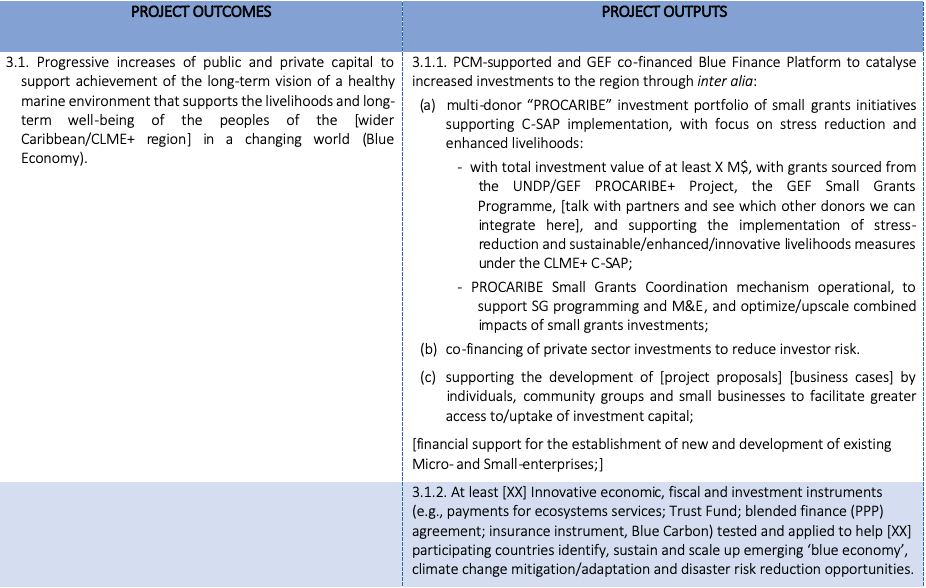 PROJECT OUTCOMES
PROJECT OUTPUTS
3.1. Progressive increases of public and private capital to
support achievement of the long-term vision of a healthy
marine environment that supports the livelihoods and long-
term well-being of the peoples of the [wider
Caribbean/CLME+ region] in a changing world (Blue
Economy).
3.1.1. PCM-supported and GEF co-financed Blue Finance Platform to catalyse
increased investments to the region through inter alia:
(a) multi-donor “PROCARIBE” investment portfolio of small grants initiatives
supporting C-SAP implementation, with focus on stress reduction and
enhanced livelihoods:
- with total investment value of at least X M$, with grants sourced from
the UNDP/GEF PROCARIBE+ Project, the GEF Small Grants
Programme, [talk with partners and see which other donors we can
integrate here], and supporting the implementation of stress-
reduction and sustainable/enhanced/innovative livelihoods measures
under the CLME+ C-SAP;
- PROCARIBE Small Grants Coordination mechanism operational, to
support SG programming and M&E, and optimize/upscale combined
impacts of small grants investments;
(b) co-financing of private sector investments to reduce investor risk.
(c) supporting the development of [project proposals] [business cases] by
individuals, community groups and small businesses to facilitate greater
access to/uptake of investment capital;
[financial support for the establishment of new and development of existing
Micro- and Small-enterprises;]
3.1.2. At least [XX] Innovative economic, fiscal and investment instruments
(e.g., payments for ecosystems services; Trust Fund; blended finance (PPP)
agreement; insurance instrument, Blue Carbon) tested and applied to help [XX]
participating countries identify, sustain and scale up emerging ‘blue economy’,
climate change mitigation/adaptation and disaster risk reduction opportunities.